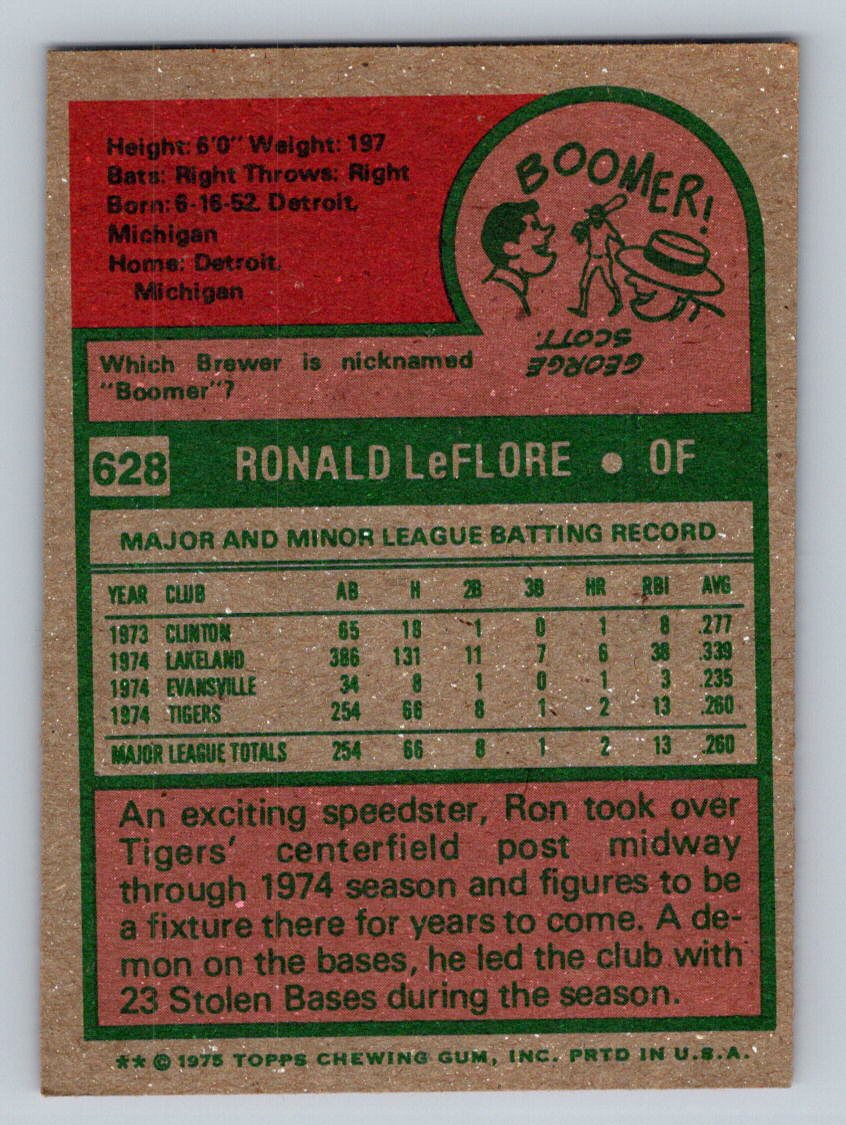 Height: 6'0" Weight: 197
Bats: Right Throws: Right
Born: 6-16-52 Detroit,
Michigan
Home: Detroit,
Michigan
BOOMER!
GEORGE
SCOTT.
Which Brewer is nicknamed
"Boomer"?
628 RONALD LeFLORE • OF
MAJOR AND MINOR LEAGUE BATTING RECORD
YEAR CLUB AB H 2B 3B HR RBI AVG
1973 CLINTON 65 18 1 0 1 8 .277
1974 LAKELAND 386 131 11 7 6 38 .339
1974 EVANSVILLE 34 8 1 0 1 3 .235
1974 TIGERS 254 66 8 1 2 13 .260
MAJOR LEAGUE TOTALS 254 66 8 1 2 13 .260
An exciting speedster, Ron took over
Tigers' centerfield post midway
through 1974 season and figures to be
a fixture there for years to come. A de-
mon on the bases, he led the club with
23 Stolen Bases during the season.
** © 1975 TOPPS CHEWING GUM, INC. PRTD IN U.S.A.